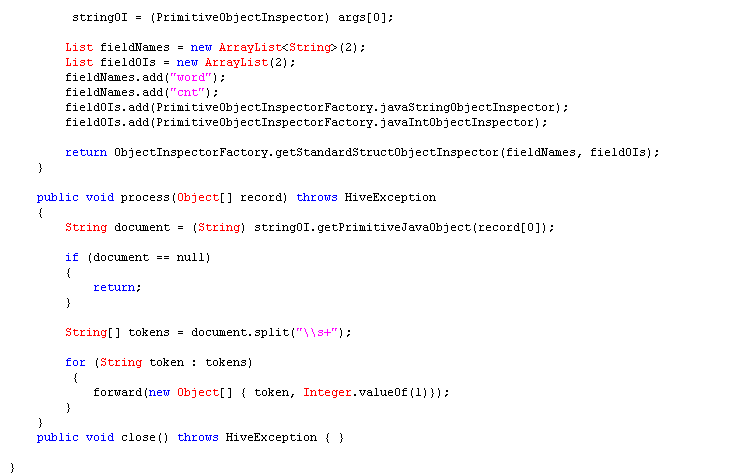 stringOI = (PrimitiveObjectInspector) args[0];
List fieldNames = new ArrayList<String>(2);
List fieldOIs = new ArrayList(2);
fieldNames.add("word");
fieldNames.add("cnt");
fieldOIs.add(PrimitiveObjectInspectorFactory.javaStringObjectInspector);
fieldOIs.add(PrimitiveObjectInspectorFactory.javaIntObjectInspector);
return ObjectInspectorFactory.getStandardStructObjectInspector(fieldNames, fieldOIs);
}
public void process(Object[] record) throws HiveException
{
String document = (String) stringOI.getPrimitiveJavaObject(record[0]);
if (document == null)
{
return;
}
String[] tokens = document.split("\\s+");
for (String token : tokens)
{
forward(new Object[] { token, Integer.valueOf(1)});
}
}
public void close() throws HiveException { }
}